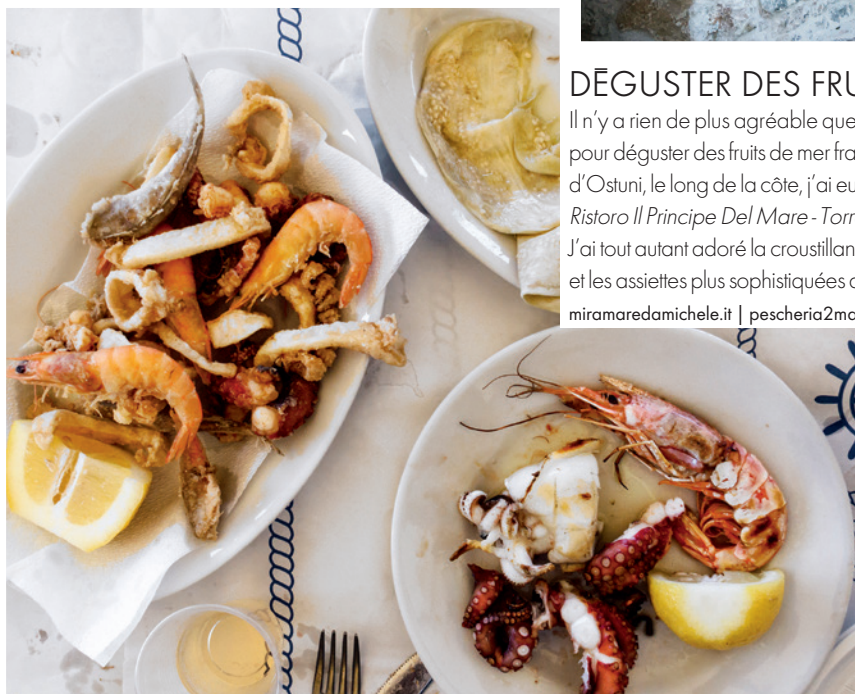 DĒGUSTER DES FRU
Il n'y a rien de plus agréable que
pour déguster des fruits de mer fra
d'Ostuni, le long de la côte, j'ai eu
Ristoro Il Principe Del Mare - Torr
J'ai tout autant adoré la croustillan
et les assiettes plus sophistiquées
miramaredamichele.it | pescheria2ma